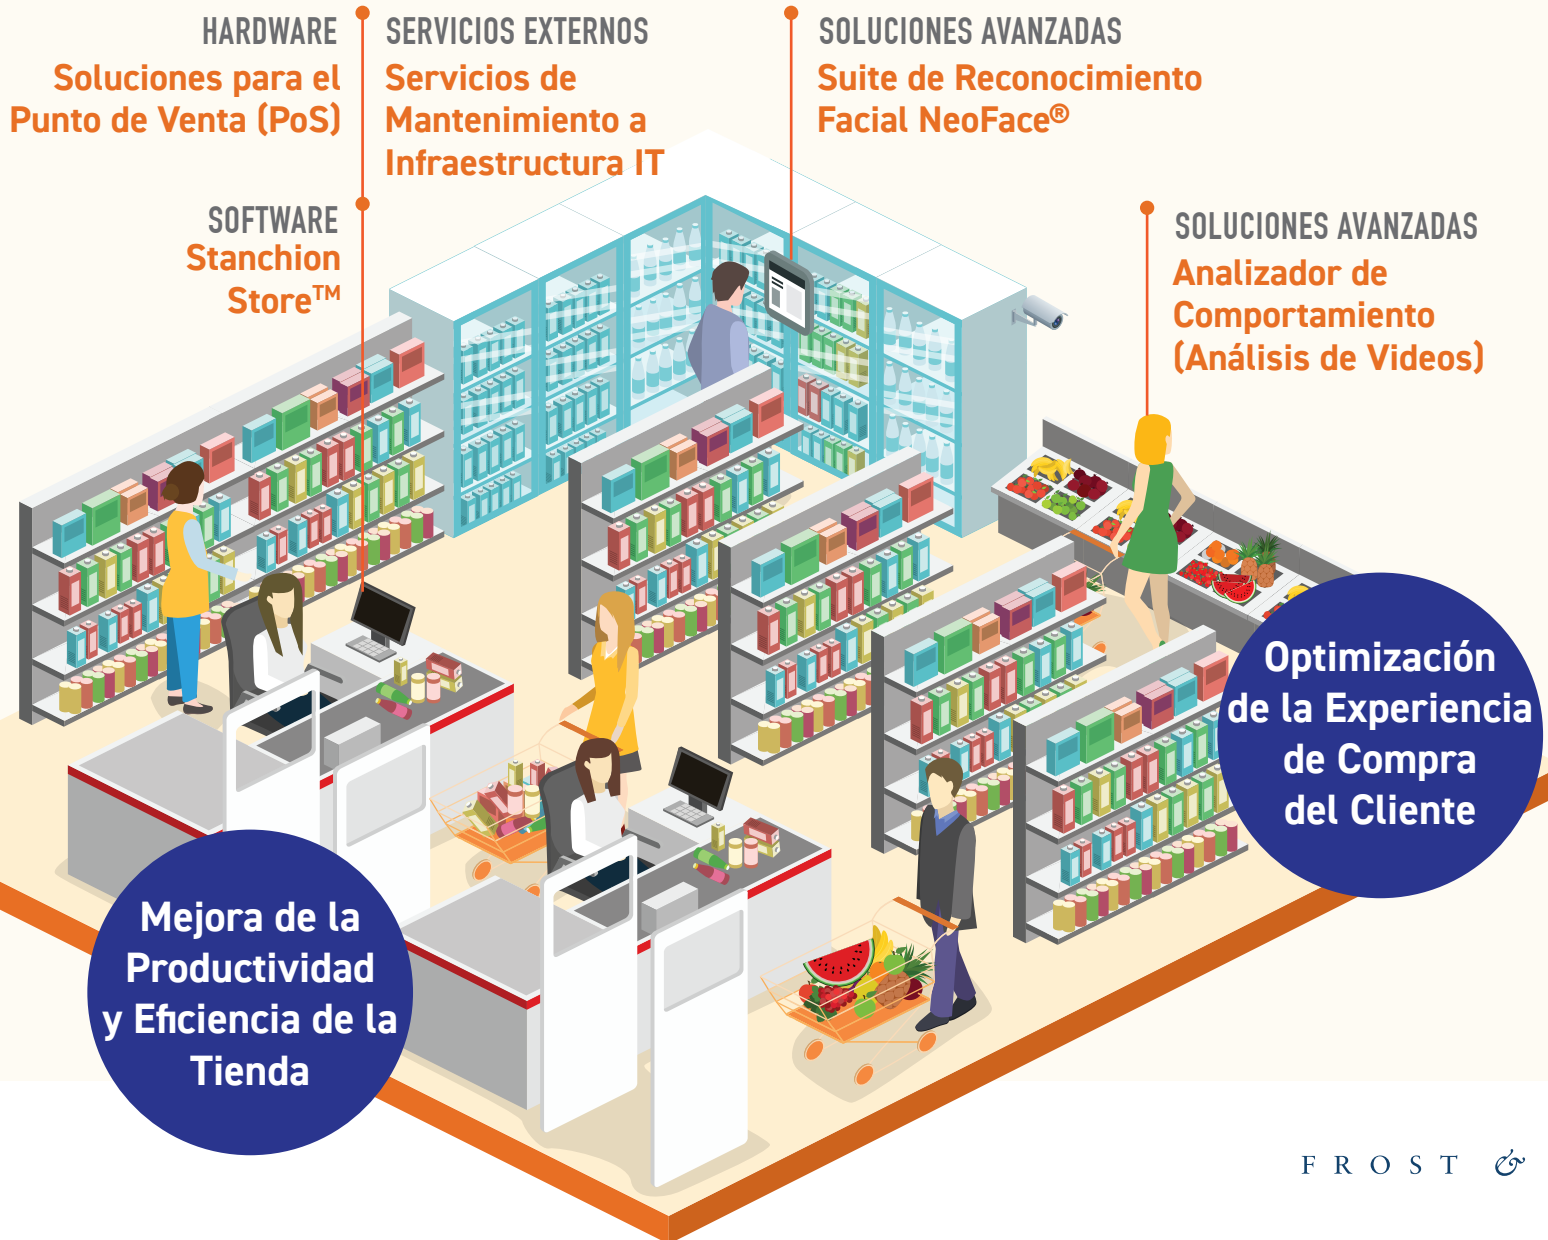 HARDWARE
Soluciones para el
Punto de Venta (PoS)
SERVICIOS EXTERNOS
Servicios de
Mantenimiento a
Infraestructura IT
SOLUCIONES AVANZADAS
Suite de Reconocimiento
Facial NeoFace®
SOFTWARE
Stanchion
Store™
SOLUCIONES AVANZADAS
Analizador de
Comportamiento
(Análisis de Videos)
Optimización
de la Experiencia
de Compra
del Cliente
Mejora de la
Productividad
y Eficiencia de la
Tienda
FROST &